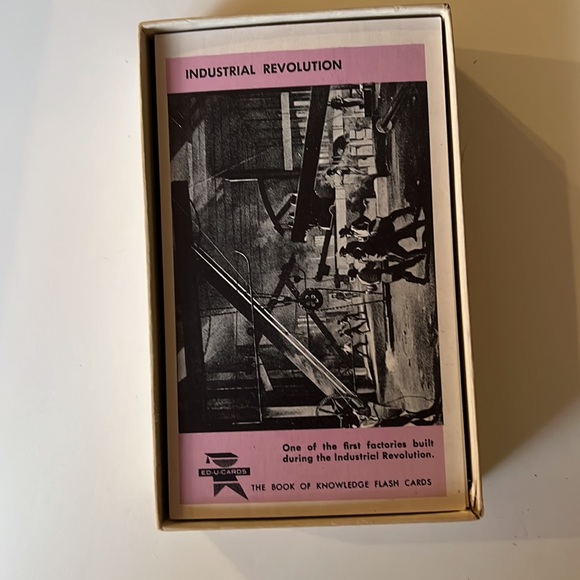 INDUSTRIAL REVOLUTION
One of the first factories built
during the Industrial Revolution.
ED-U-CARDS
THE BOOK OF KNOWLEDGE FLASH CARDS